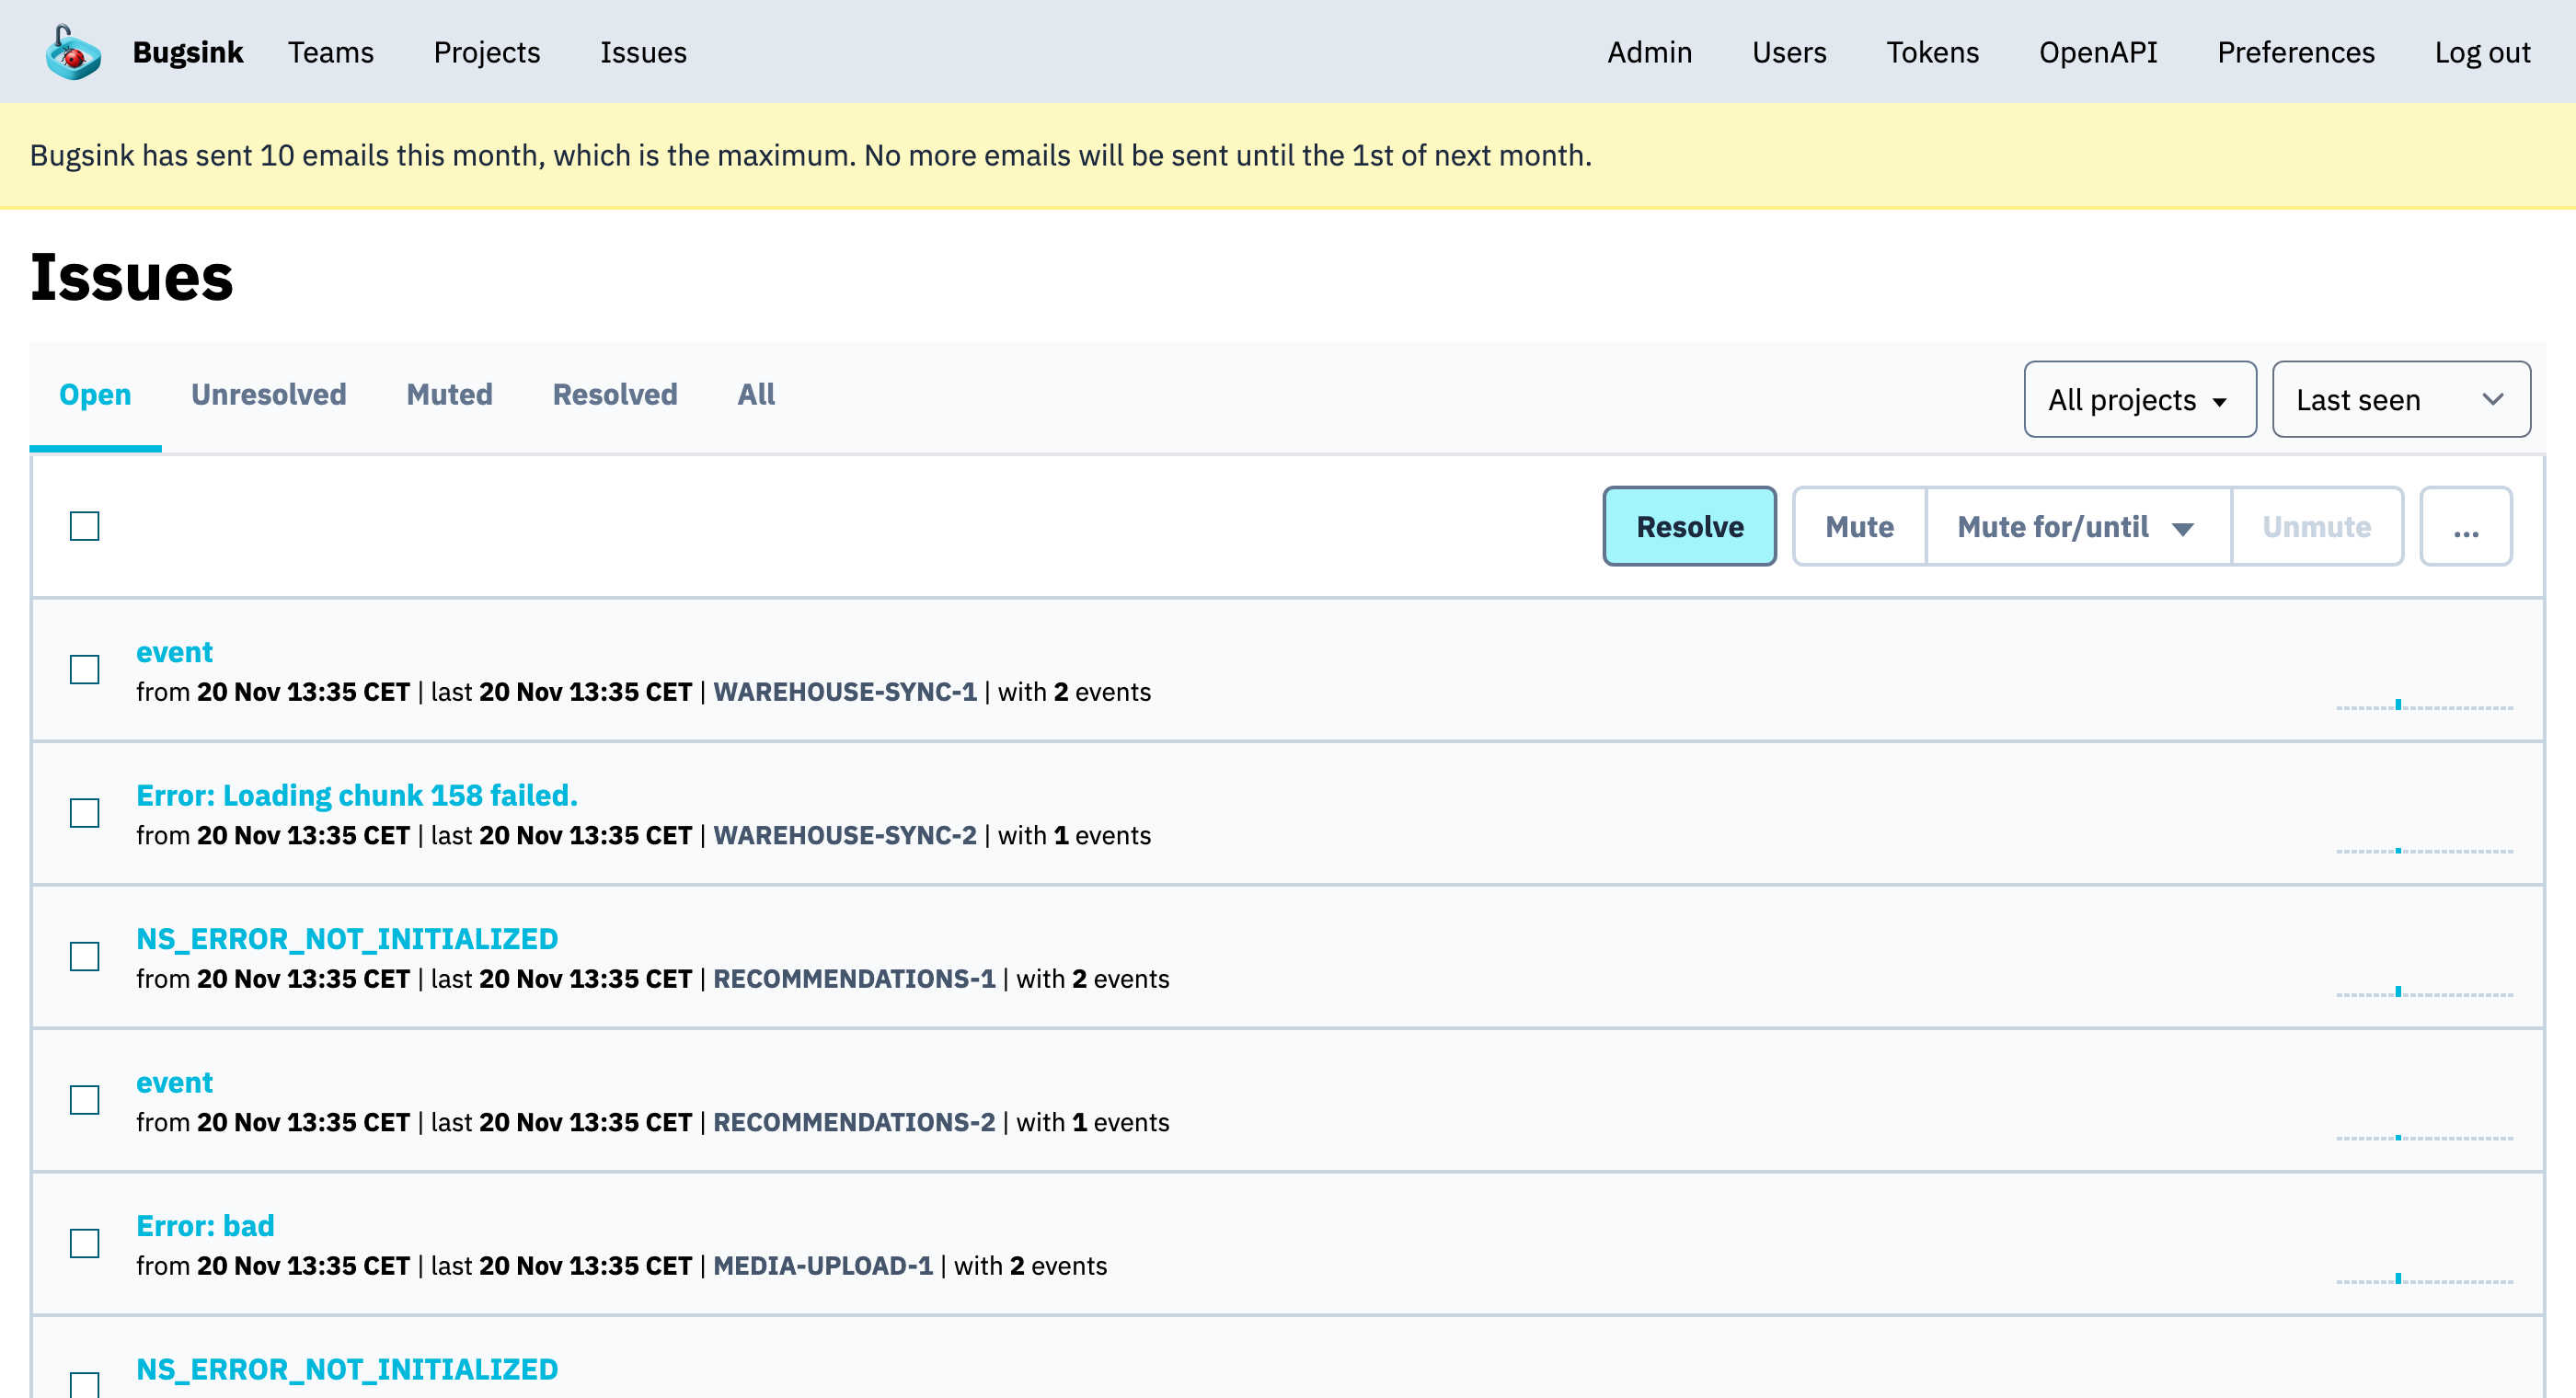 Bugsink Teams Projects Issues Admin Users Tokens OpenAPI Preferences Log out
Bugsink has sent 10 emails this month, which is the maximum. No more emails will be sent until the 1st of next month.
Issues
Open Unresolved Muted Resolved All All projects Last seen
Resolve Mute Mute for/until Unmute ...
event
from 20 Nov 13:35 CET | last 20 Nov 13:35 CET | WAREHOUSE-SYNC-1 | with 2 events
Error: Loading chunk 158 failed.
from 20 Nov 13:35 CET | last 20 Nov 13:35 CET | WAREHOUSE-SYNC-2 | with 1 events
NS_ERROR_NOT_INITIALIZED
from 20 Nov 13:35 CET | last 20 Nov 13:35 CET | RECOMMENDATIONS-1 | with 2 events
event
from 20 Nov 13:35 CET | last 20 Nov 13:35 CET | RECOMMENDATIONS-2 | with 1 events
Error: bad
from 20 Nov 13:35 CET | last 20 Nov 13:35 CET | MEDIA-UPLOAD-1 | with 2 events
NS_ERROR_NOT_INITIALIZED